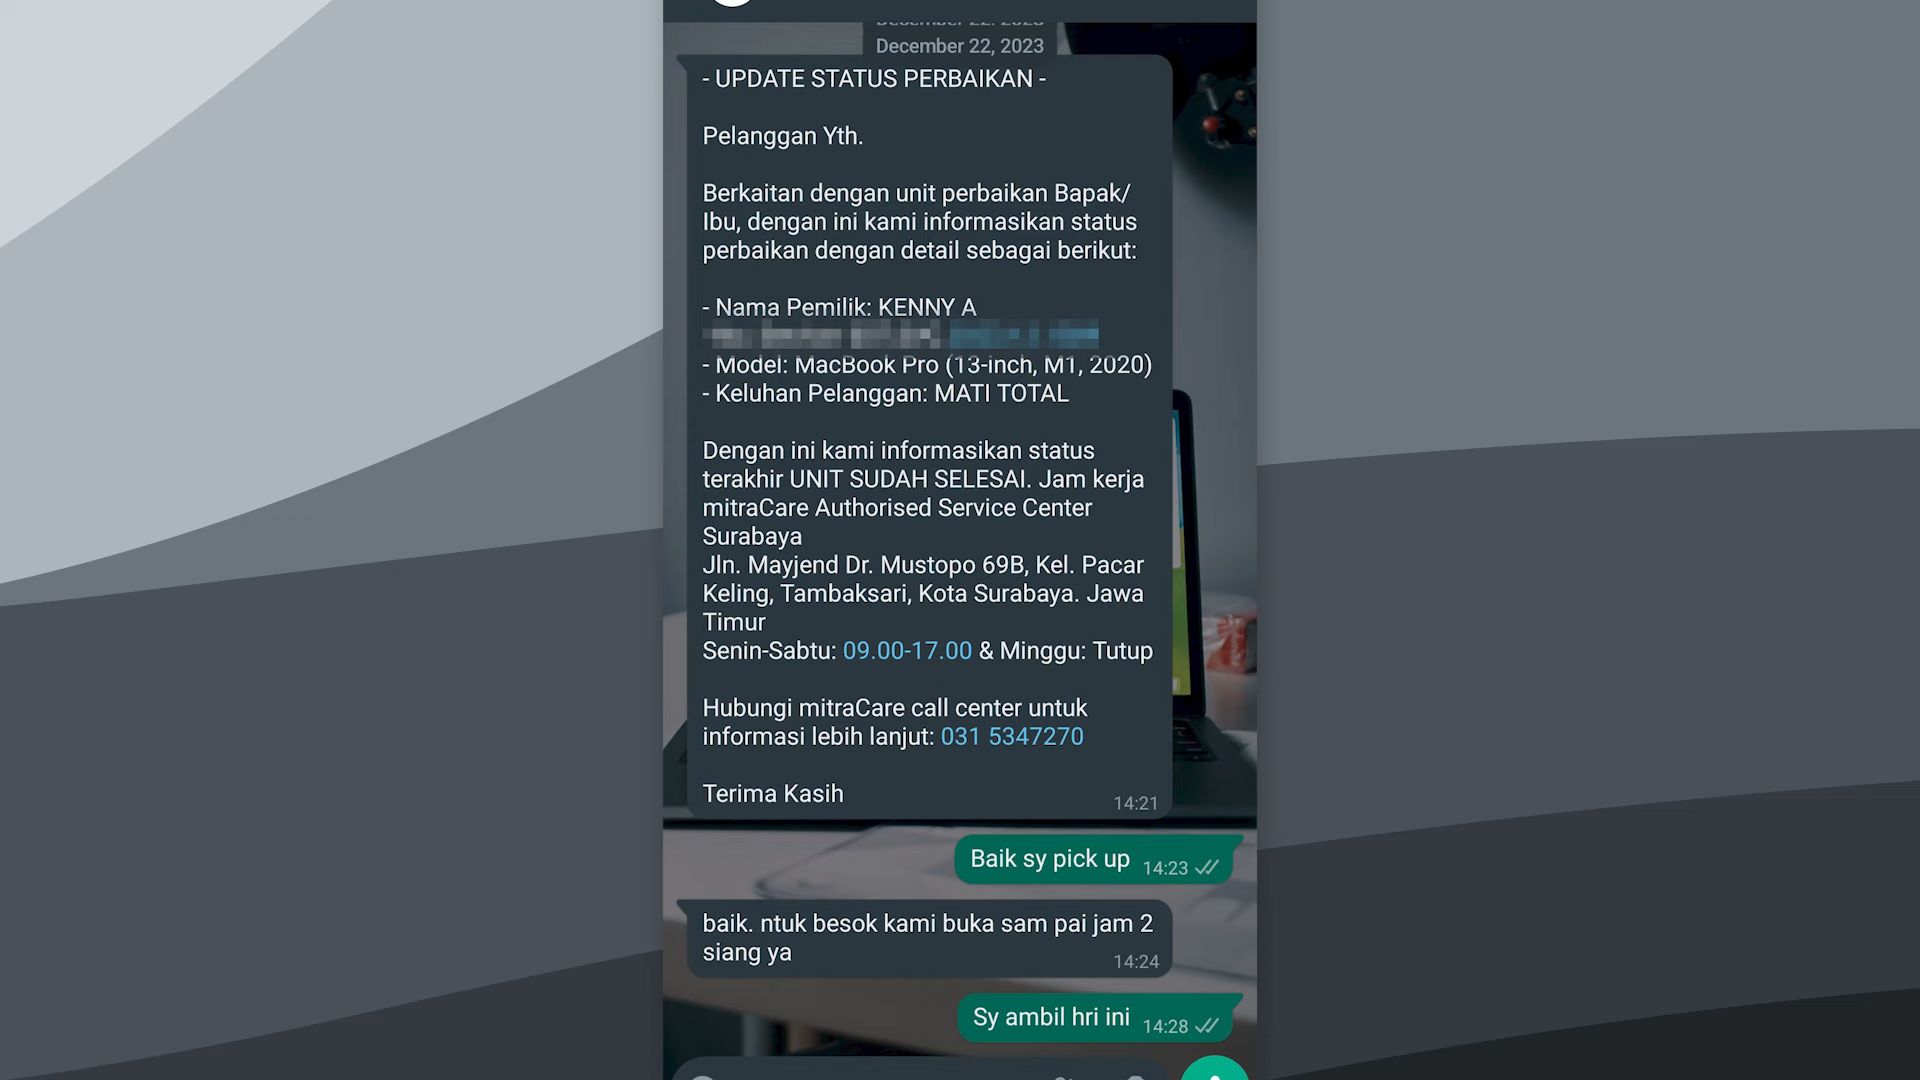 December 22, 2023
December 22, 2023
- UPDATE STATUS PERBAIKAN -
Pelanggan Yth.
Berkaitan dengan unit perbaikan Bapak/
Ibu, dengan ini kami informasikan status
perbaikan dengan detail sebagai berikut:
- Nama Pemilik: KENNY A
- Model: MacBook Pro (13-inch, M1, 2020)
- Keluhan Pelanggan: MATI TOTAL
Dengan ini kami informasikan status
terakhir UNIT SUDAH SELESAI. Jam kerja
mitraCare Authorised Service Center
Surabaya
Jln. Mayjend Dr. Mustopo 69B, Kel. Pacar
Keling, Tambaksari, Kota Surabaya. Jawa
Timur
Senin-Sabtu: 09.00-17.00 & Minggu: Tutup
Hubungi mitraCare call center untuk
informasi lebih lanjut: 031 5347270
Terima Kasih
14:21
Baik sy pick up 14:23
baik. ntuk besok kami buka sam pai jam 2
siang ya
14:24
Sy ambil hri ini 14:28